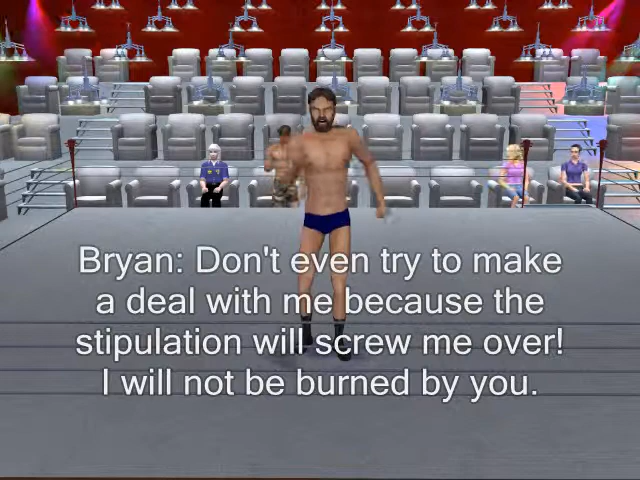 Bryan: Don't even try to make
a deal with me because the
stipulation will screw me over!
I will not be burned by you.